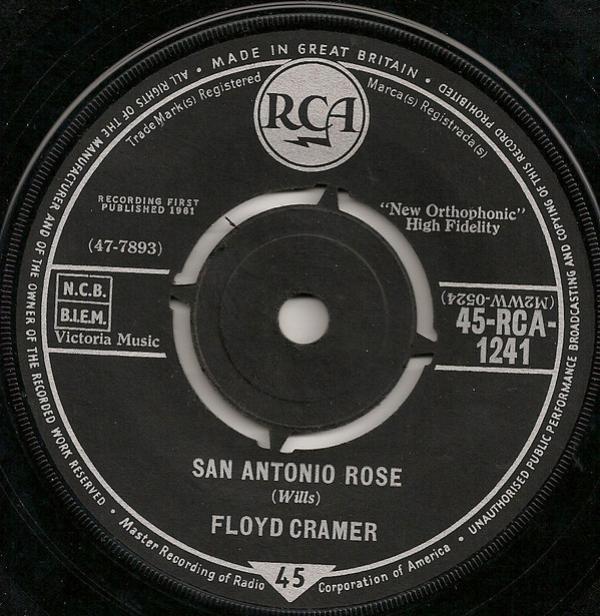 ALL RIGHTS OF THE MANUFACTURER AND OF THE OWNER OF THE RECORDED WORK RESERVED • MADE IN GREAT BRITAIN • UNAUTHORISED PUBLIC PERFORMANCE BROADCASTING AND COPYING OF THIS RECORD PROHIBITED
TradeMark(s) Registered
RCA
Marca(s) Registrada(s)
RECORDING FIRST
PUBLISHED 1961
"New Orthophonic"
High Fidelity
(47-7893)
N.C.B.
B.I.E.M.
Victoria Music
(M2WW-0524)
45-RCA-
1241
SAN ANTONIO ROSE
(Wills)
FLOYD CRAMER
Master Recording of Radio Corporation of America
45